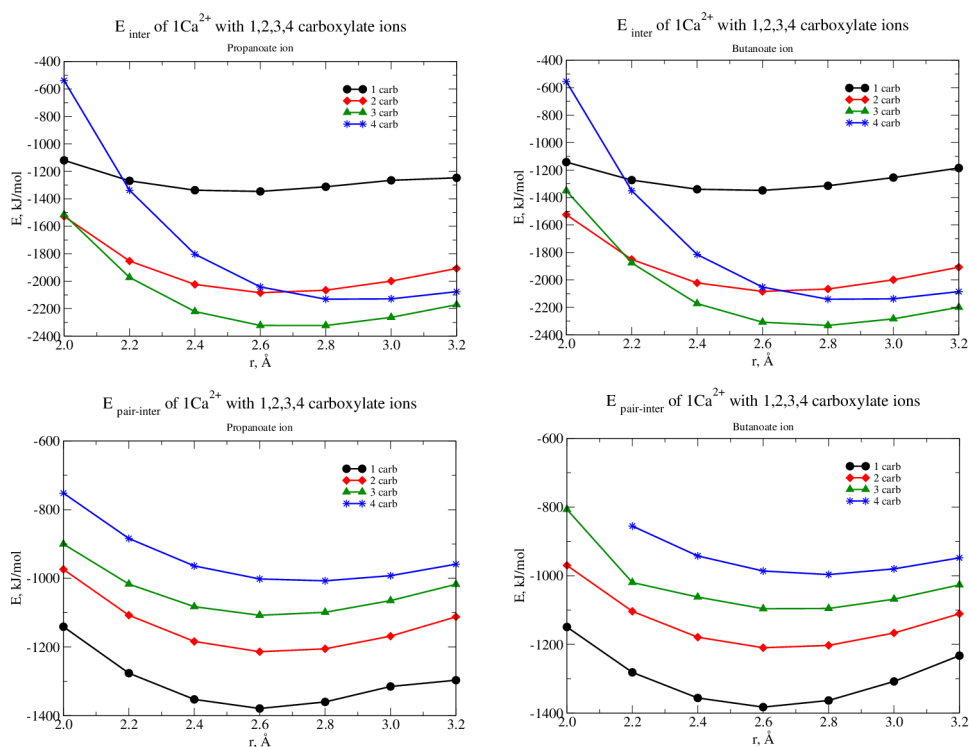 E inter of 1Ca2+ with 1,2,3,4 carboxylate ions
Propanoate ion
-400
-600
-800
-1000
-1200
-1400
-1600
-1800
-2000
-2200
-2400
E, kJ/mol
1 carb
2 carb
3 carb
4 carb
2.0 2.2 2.4 2.6 2.8 3.0 3.2
r, Å
E inter of 1Ca2+ with 1,2,3,4 carboxylate ions
Butanoate ion
-400
-600
-800
-1000
-1200
-1400
-1600
-1800
-2000
-2200
-2400
E, kJ/mol
1 carb
2 carb
3 carb
4 carb
2.0 2.2 2.4 2.6 2.8 3.0 3.2
r, Å
E pair-inter of 1Ca2+ with 1,2,3,4 carboxylate ions
Propanoate ion
-600
-800
-1000
-1200
-1400
E, kJ/mol
1 carb
2 carb
3 carb
4 carb
2.0 2.2 2.4 2.6 2.8 3.0 3.2
r, Å
E pair-inter of 1Ca2+ with 1,2,3,4 carboxylate ions
Butanoate ion
-600
-800
-1000
-1200
-1400
E, kJ/mol
1 carb
2 carb
3 carb
4 carb
2.0 2.2 2.4 2.6 2.8 3.0 3.2
r, Å